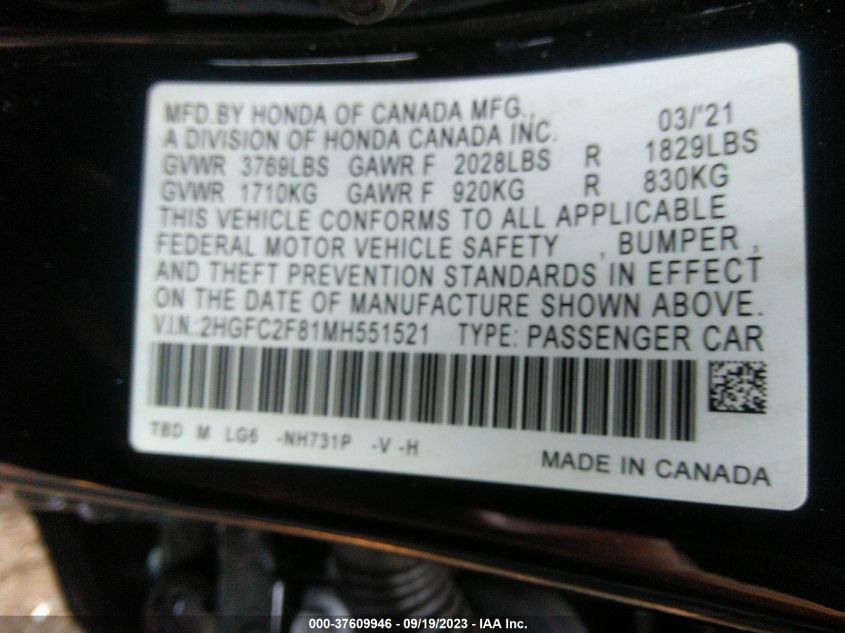 MFD.BY HONDA OF CANADA MFG., 03/'21
A DIVISION OF HONDA CANADA INC.
GVWR 3769LBS GAWR F 2028LBS R 1829LBS
GVWR 1710KG GAWR F 920KG R 830KG
THIS VEHICLE CONFORMS TO ALL APPLICABLE
FEDERAL MOTOR VEHICLE SAFETY , BUMPER ,
AND THEFT PREVENTION STANDARDS IN EFFECT
ON THE DATE OF MANUFACTURE SHOWN ABOVE.
V.I.N.:2HGFC2F81MH551521 TYPE: PASSENGER CAR
TBD M LG6 -NH731P -V -H
MADE IN CANADA
000-37609946 - 09/19/2023 - IAA Inc.